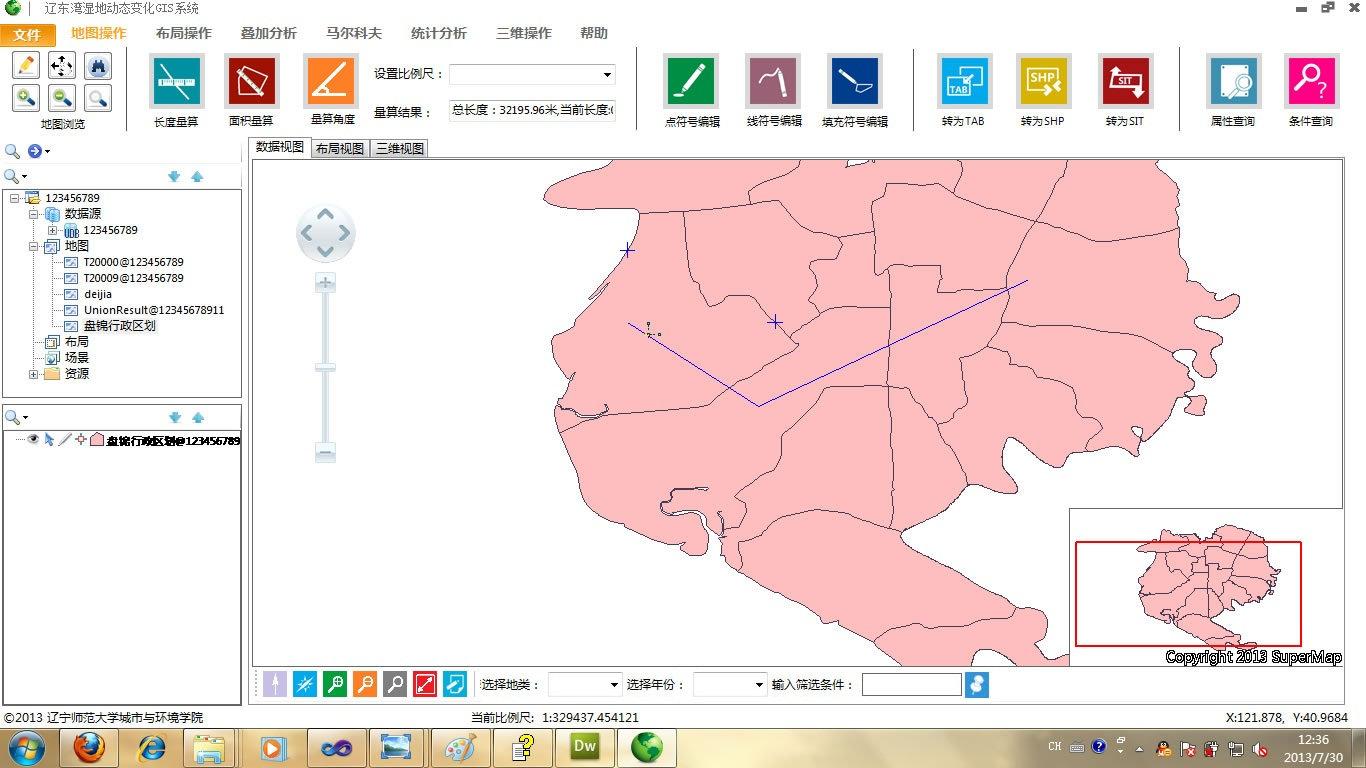 辽东湾湿地动态变化GIS系统
文件 地图操作 布局操作 叠加分析 马尔科夫 统计分析 三维操作 帮助
设置比例尺：
量算结果： 总长度：32195.96米,当前长度:
地图浏览 长度量算 面积量算 量算角度 点符号编辑 线符号编辑 填充符号编辑 转为TAB 转为SHP 转为SIT 属性查询 条件查询
TAB SHP SIT
数据视图 布局视图 三维视图
123456789
数据源
UDB 123456789
地图
T20000@123456789
T20009@123456789
deijia
UnionResult@12345678911
盘锦行政区划
布局
场景
资源
盘锦行政区划@123456789
Copyright 2013 SuperMap
选择地类： 选择年份： 输入筛选条件：
©2013 辽宁师范大学城市与环境学院 当前比例尺: 1:329437.454121 X:121.878, Y:40.9684
Dw CH 12:36
2013/7/30